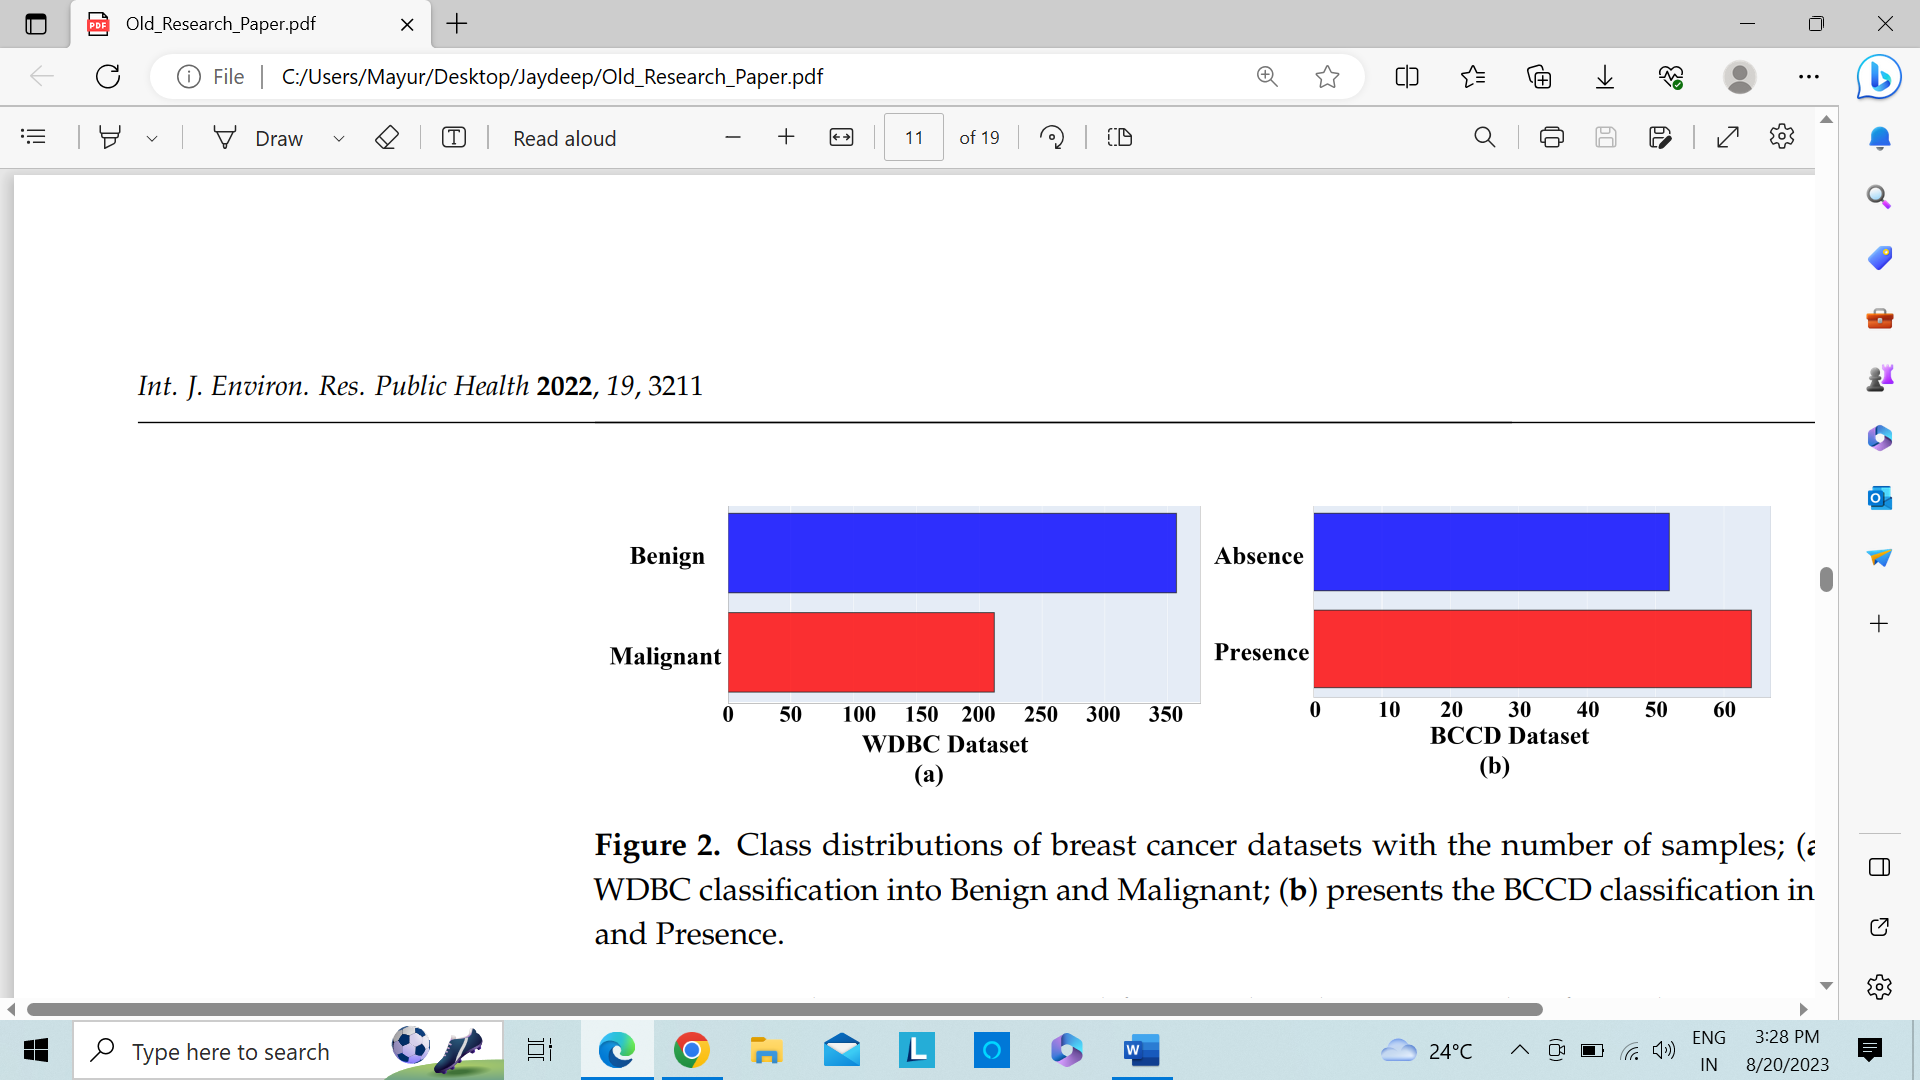 Old_Research_Paper.pdf
File
C:/Users/Mayur/Desktop/Jaydeep/Old_Research_Paper.pdf
Draw
Read aloud
11 of 19
Int. J. Environ. Res. Public Health 2022, 19, 3211
Benign
Malignant
0 50 100 150 200 250 300 350
WDBC Dataset
(a)
Absence
Presence
0 10 20 30 40 50 60
BCCD Dataset
(b)
Figure 2. Class distributions of breast cancer datasets with the number of samples; (a
WDBC classification into Benign and Malignant; (b) presents the BCCD classification in
and Presence.
Type here to search
24°C
ENG
IN
3:28 PM
8/20/2023